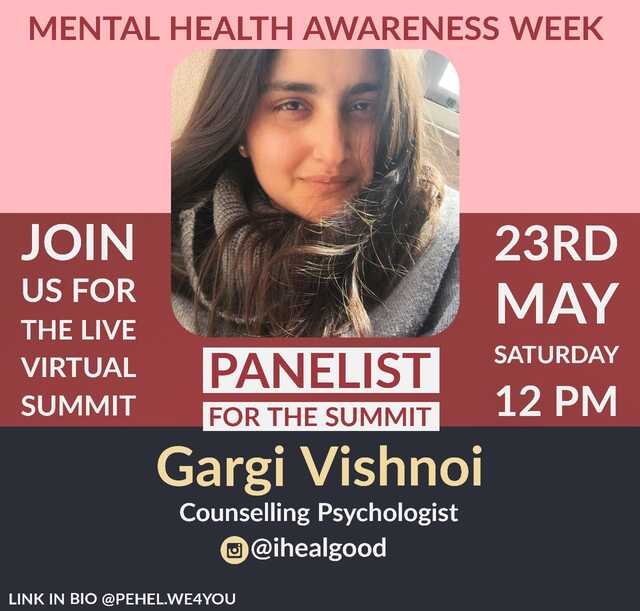 MENTAL HEALTH AWARENESS WEEK
JOIN
US FOR
THE LIVE
VIRTUAL
SUMMIT
23RD
MAY
SATURDAY
12 PM
PANELIST
FOR THE SUMMIT
Gargi Vishnoi
Counselling Psychologist
@ihealgood
LINK IN BIO @PEHEL.WE4YOU